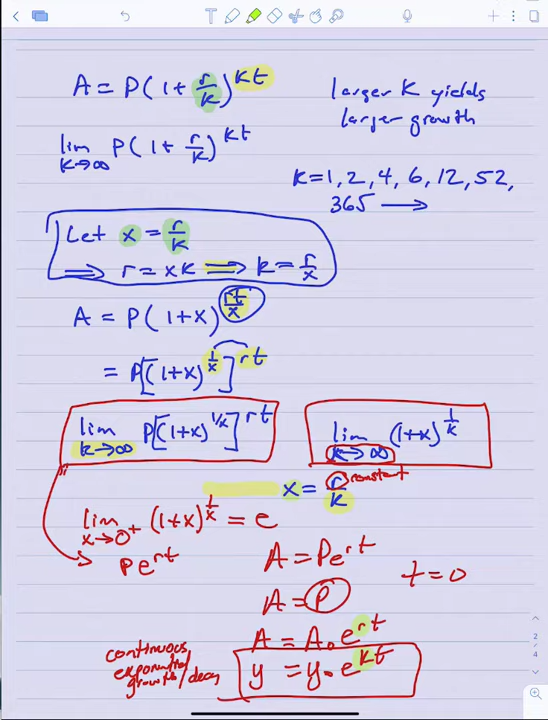 A = P(1 + r/k)^kt
larger k yields
larger growth
lim k→∞ P(1 + r/k)^kt
k=1, 2, 4, 6, 12, 52,
365 →
Let x = r/k
⟹ r = xk ⟹ k = r/x
A = P(1+x)^rt/x
= P[(1+x)^1/x]^rt
lim k→∞ P[(1+x)^1/x]^rt
lim k→∞ (1+x)^1/k
x = r/k
constant
lim x→0+ (1+x)^1/x = e
Pe^rt
A = Pe^rt
t=0
A = P
A = A₀e^rt
continuous
exponential
growth/decay
y = y₀e^kt
2
4